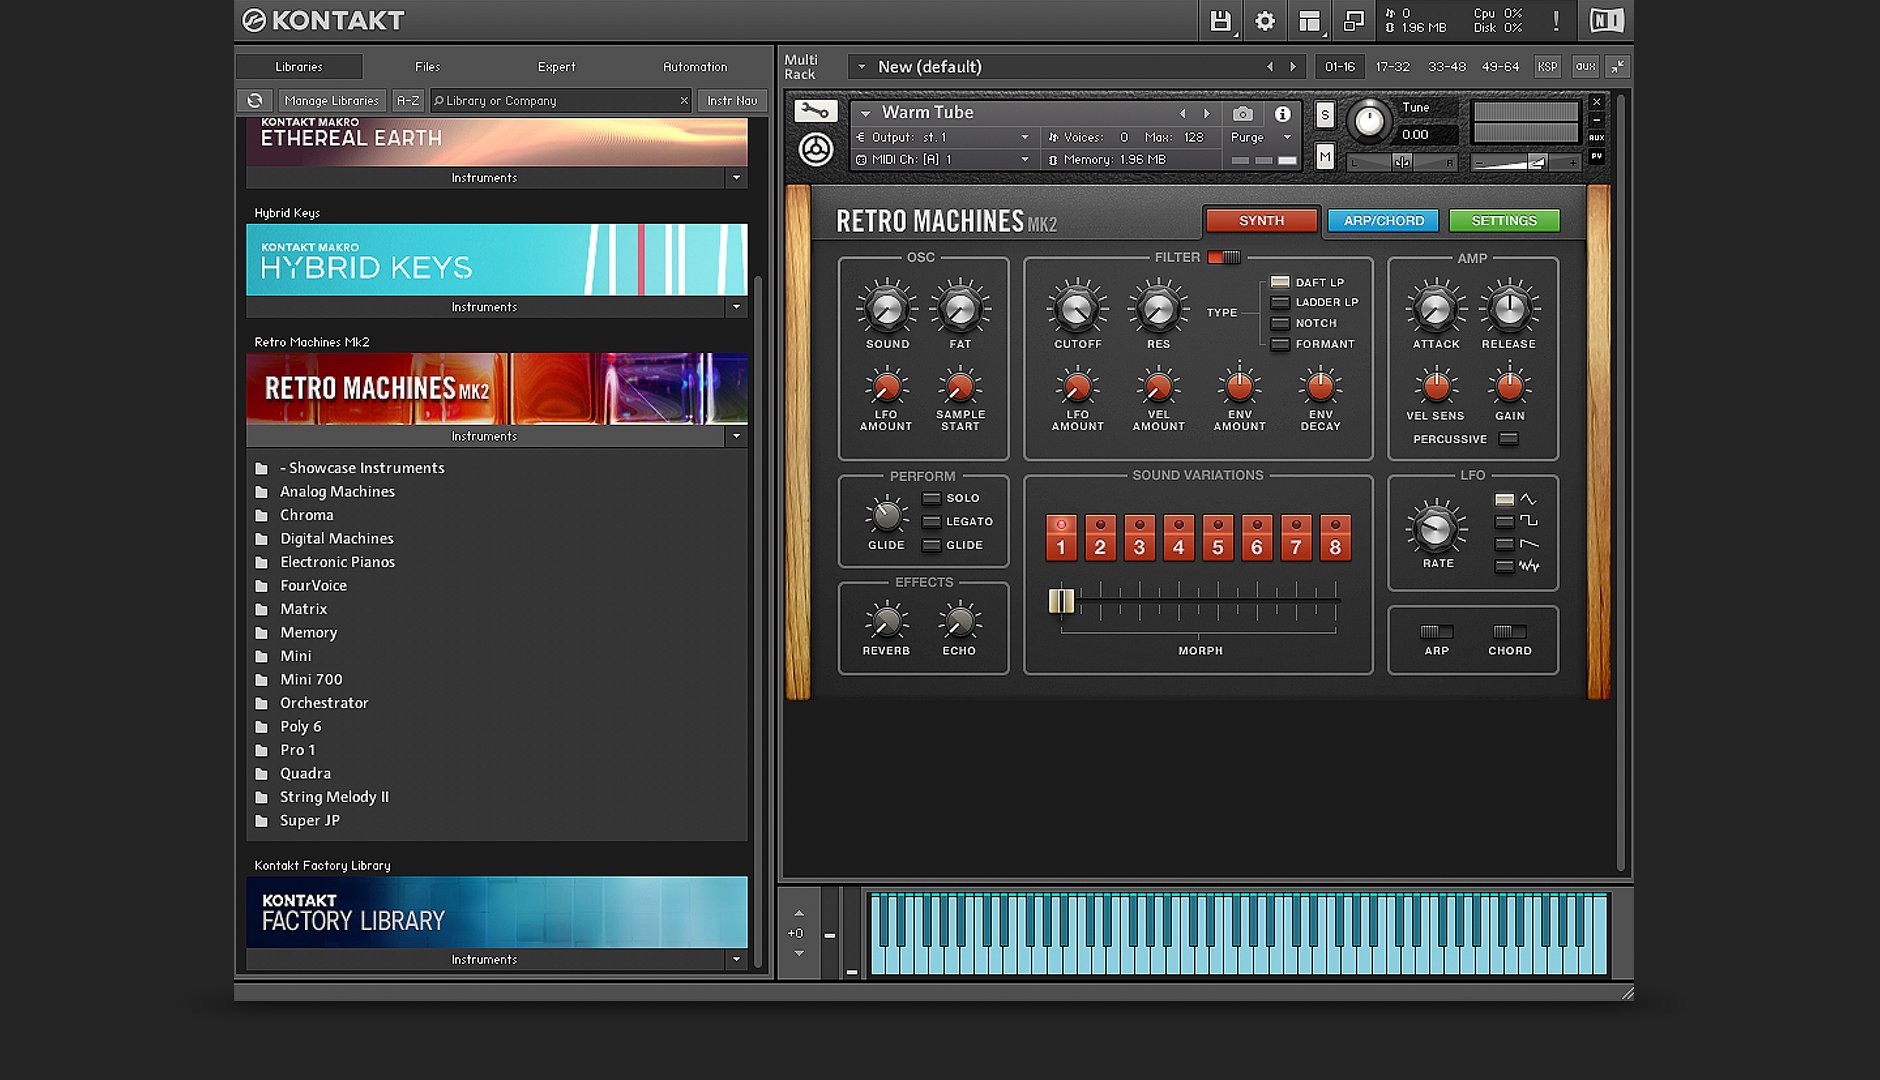 KONTAKT
0
1.96 MB
Cpu 0%
Disk 0%
!
NI
Libraries
Files
Expert
Automation
Manage Libraries
A-Z
Library or Company
×
Instr Nav
KONTAKT MAKRO
ETHEREAL EARTH
Instruments
Hybrid Keys
KONTAKT MAKRO
HYBRID KEYS
Instruments
Retro Machines Mk2
RETRO MACHINES MK2
Instruments
- Showcase Instruments
Analog Machines
Chroma
Digital Machines
Electronic Pianos
FourVoice
Matrix
Memory
Mini
Mini 700
Orchestrator
Poly 6
Pro 1
Quadra
String Melody II
Super JP
Kontakt Factory Library
KONTAKT
FACTORY LIBRARY
Instruments
Multi
Rack
New (default)
01-16
17-32
33-48
49-64
KSP
aux
Warm Tube
Output: st. 1
Voices: 0 Max: 128
Purge
MIDI Ch: [A] 1
Memory: 1.96 MB
S
M
Tune
0.00
L
R
-
+
×
-
AUX
PV
RETRO MACHINES MK2
SYNTH
ARP/CHORD
SETTINGS
OSC
SOUND
FAT
LFO
AMOUNT
SAMPLE
START
FILTER
CUTOFF
RES
TYPE
DAFT LP
LADDER LP
NOTCH
FORMANT
LFO
AMOUNT
VEL
AMOUNT
ENV
AMOUNT
ENV
DECAY
AMP
ATTACK
RELEASE
VEL SENS
GAIN
PERCUSSIVE
PERFORM
GLIDE
SOLO
LEGATO
GLIDE
SOUND VARIATIONS
1 2 3 4 5 6 7 8
MORPH
LFO
RATE
EFFECTS
REVERB
ECHO
ARP
CHORD
+0